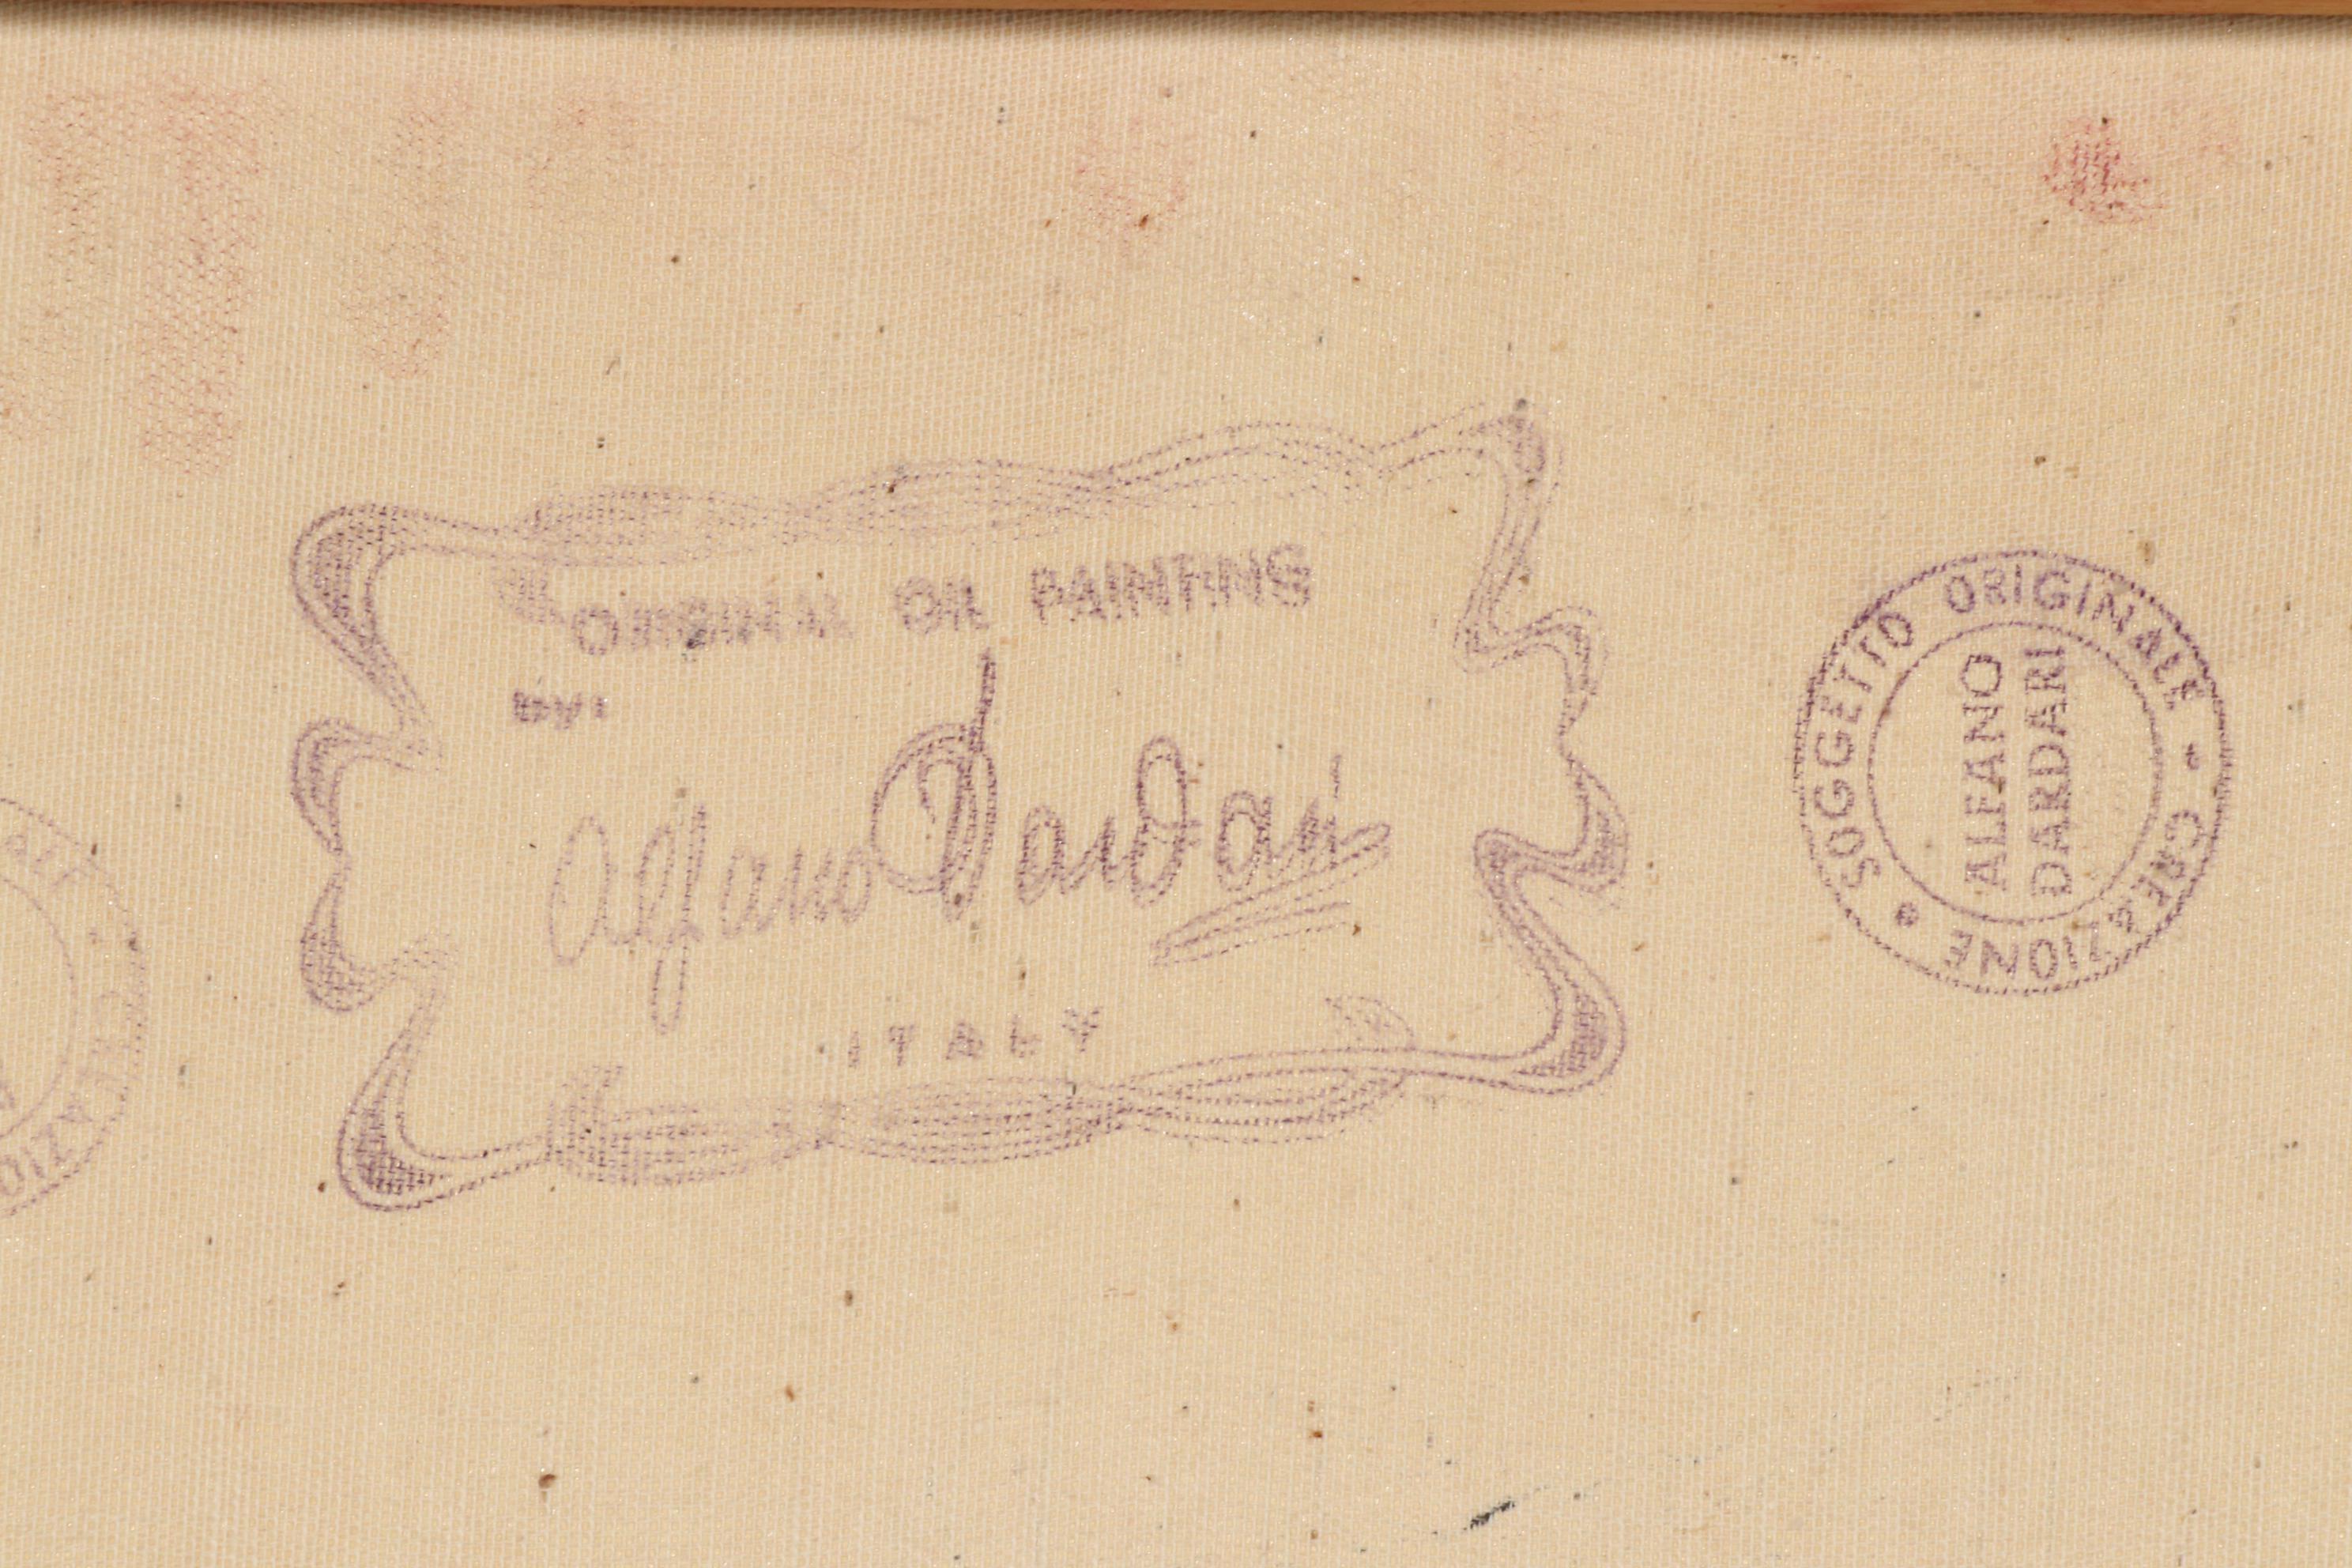 ORIGINAL OIL PAINTING
BY:
Alfano Dardari
ITALY
SOGGETTO ORIGINALE - CREAZIONE
ALFANO
DARDARI